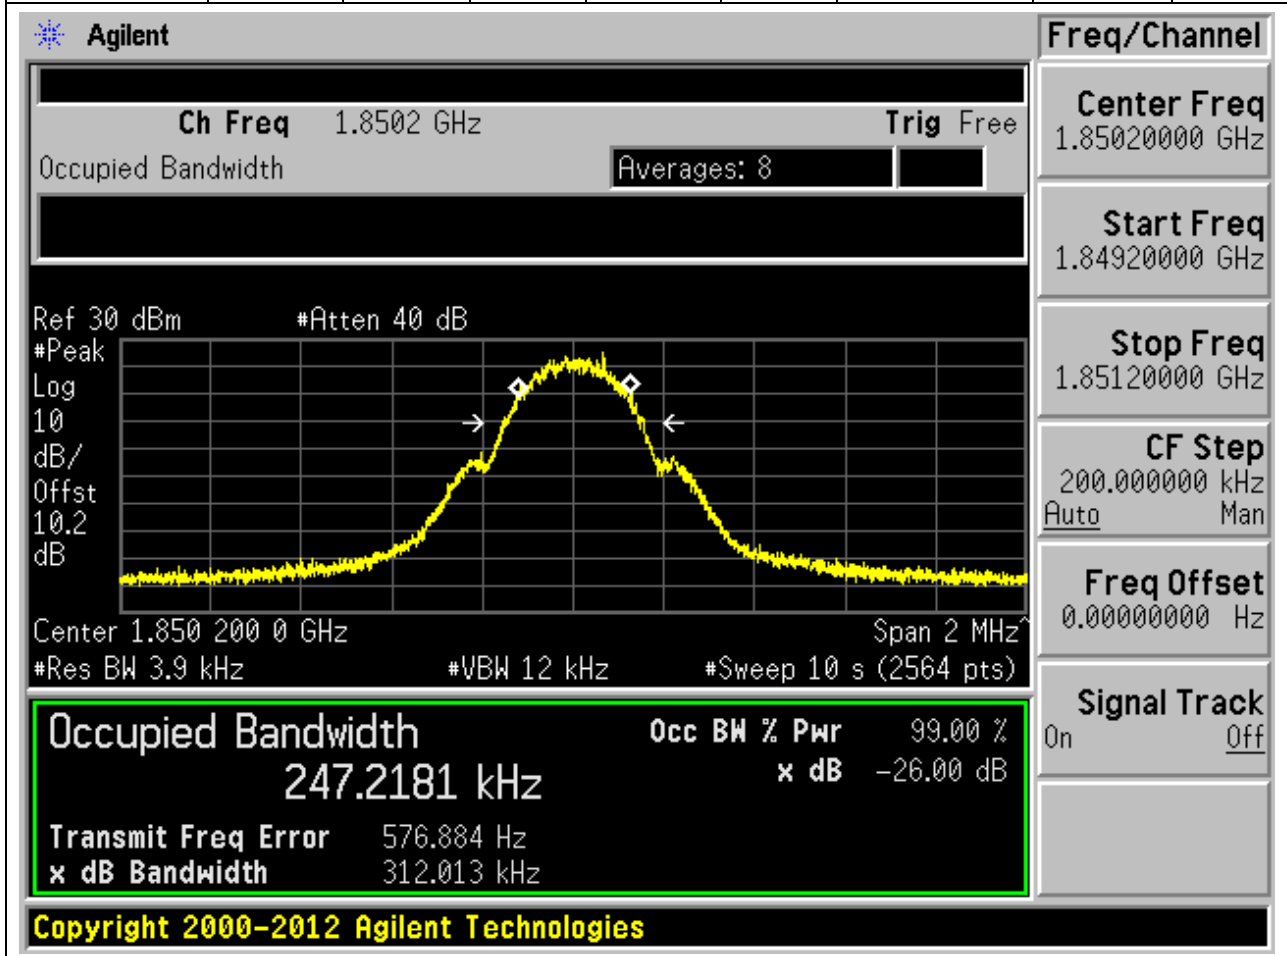 Agilent
Freq/Channel
Ch Freq 1.8502 GHz Trig Free
Occupied Bandwidth Averages: 8
Center Freq
1.85020000 GHz
Start Freq
1.84920000 GHz
Stop Freq
1.85120000 GHz
CF Step
200.000000 kHz
Auto Man
Freq Offset
0.00000000 Hz
Signal Track
On Off
Ref 30 dBm #Atten 40 dB
#Peak
Log
10
dB/
Offst
10.2
dB
Center 1.850 200 0 GHz Span 2 MHz^
#Res BW 3.9 kHz #VBW 12 kHz #Sweep 10 s (2564 pts)
Occupied Bandwidth Occ BW % Pwr 99.00 %
247.2181 kHz x dB -26.00 dB
Transmit Freq Error 576.884 Hz
x dB Bandwidth 312.013 kHz
Copyright 2000-2012 Agilent Technologies